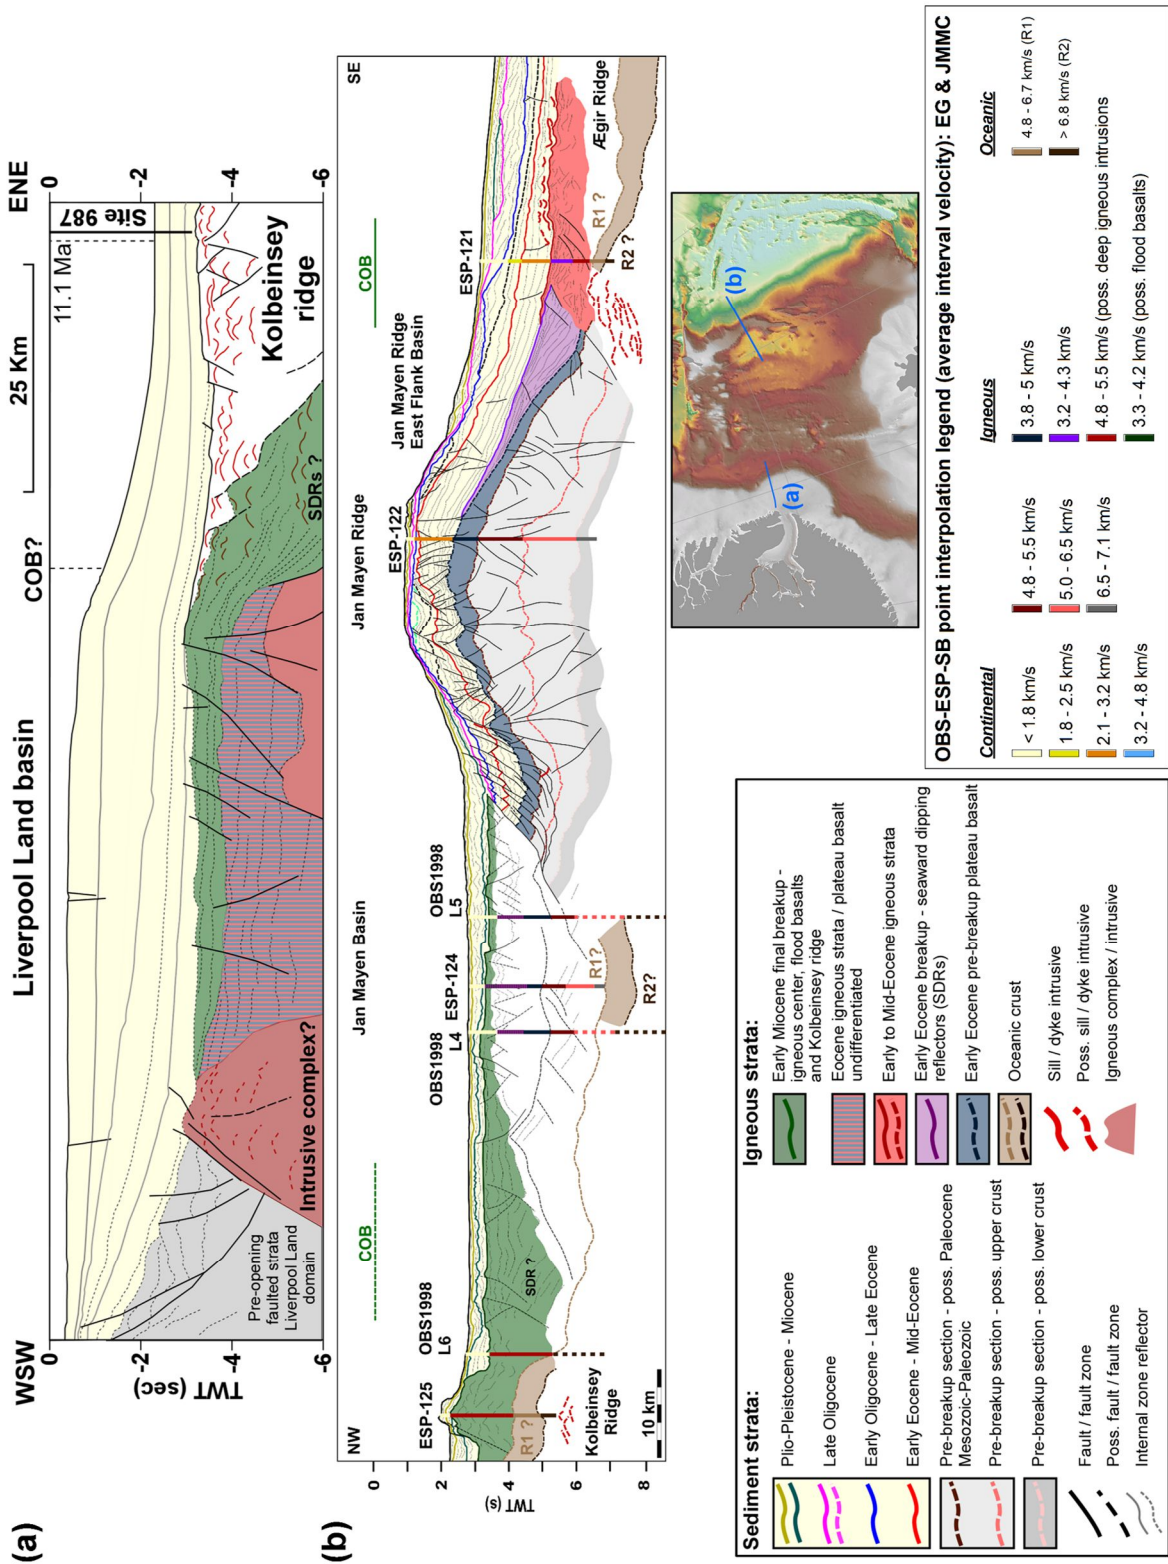 (a)
WSW
Liverpool Land basin
COB?
25 Km
ENE
11.1 Ma
Site 987
0
-2
-4
-6
TWT (sec)
0
-2
-4
-6
Pre-opening
faulted strata
Liverpool Land
domain
Intrusive complex?
SDRs ?
Kolbeinsey
ridge
(b)
NW
SE
Jan Mayen Basin
Jan Mayen Ridge
Jan Mayen Ridge
East Flank Basin
COB
COB
ESP-125
OBS1998
L6
OBS1998
L4
ESP-124
OBS1998
L5
ESP-122
ESP-121
0
2
4
6
8
TWT (s)
SDR ?
R1 ?
R1?
R2?
R1 ?
R2 ?
Ægir Ridge
Kolbeinsey
Ridge
10 km
(a)
(b)
Sediment strata:
Plio-Pleistocene - Miocene
Late Oligocene
Early Oligocene - Late Eocene
Early Eocene - Mid-Eocene
Pre-breakup section - poss. Paleocene
Mesozoic-Paleozoic
Pre-breakup section - poss. upper crust
Pre-breakup section - poss. lower crust
Fault / fault zone
Poss. fault / fault zone
Internal zone reflector
Igneous strata:
Early Miocene final breakup -
igneous center, flood basalts
and Kolbeinsey ridge
Eocene igneous strata / plateau basalt
undifferentiated
Early to Mid-Eocene igneous strata
Early Eocene breakup - seaward dipping
reflectors (SDRs)
Early Eocene pre-breakup plateau basalt
Oceanic crust
Sill / dyke intrusive
Poss. sill / dyke intrusive
Igneous complex / intrusive
OBS-ESP-SB point interpolation legend (average interval velocity): EG & JMMC
Continental
< 1.8 km/s
1.8 - 2.5 km/s
2.1 - 3.2 km/s
3.2 - 4.8 km/s
4.8 - 5.5 km/s
5.0 - 6.5 km/s
6.5 - 7.1 km/s
Igneous
3.8 - 5 km/s
3.2 - 4.3 km/s
4.8 - 5.5 km/s (poss. deep igneous intrusions
3.3 - 4.2 km/s (poss. flood basalts)
Oceanic
4.8 - 6.7 km/s (R1)
> 6.8 km/s (R2)